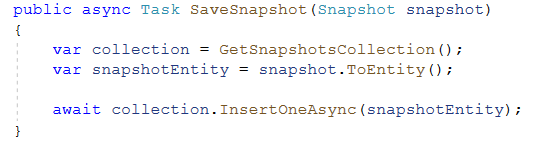 public async Task SaveSnapshot(Snapshot snapshot)
{
    var collection = GetSnapshotsCollection();
    var snapshotEntity = snapshot.ToEntity();

    await collection.InsertOneAsync(snapshotEntity);
}